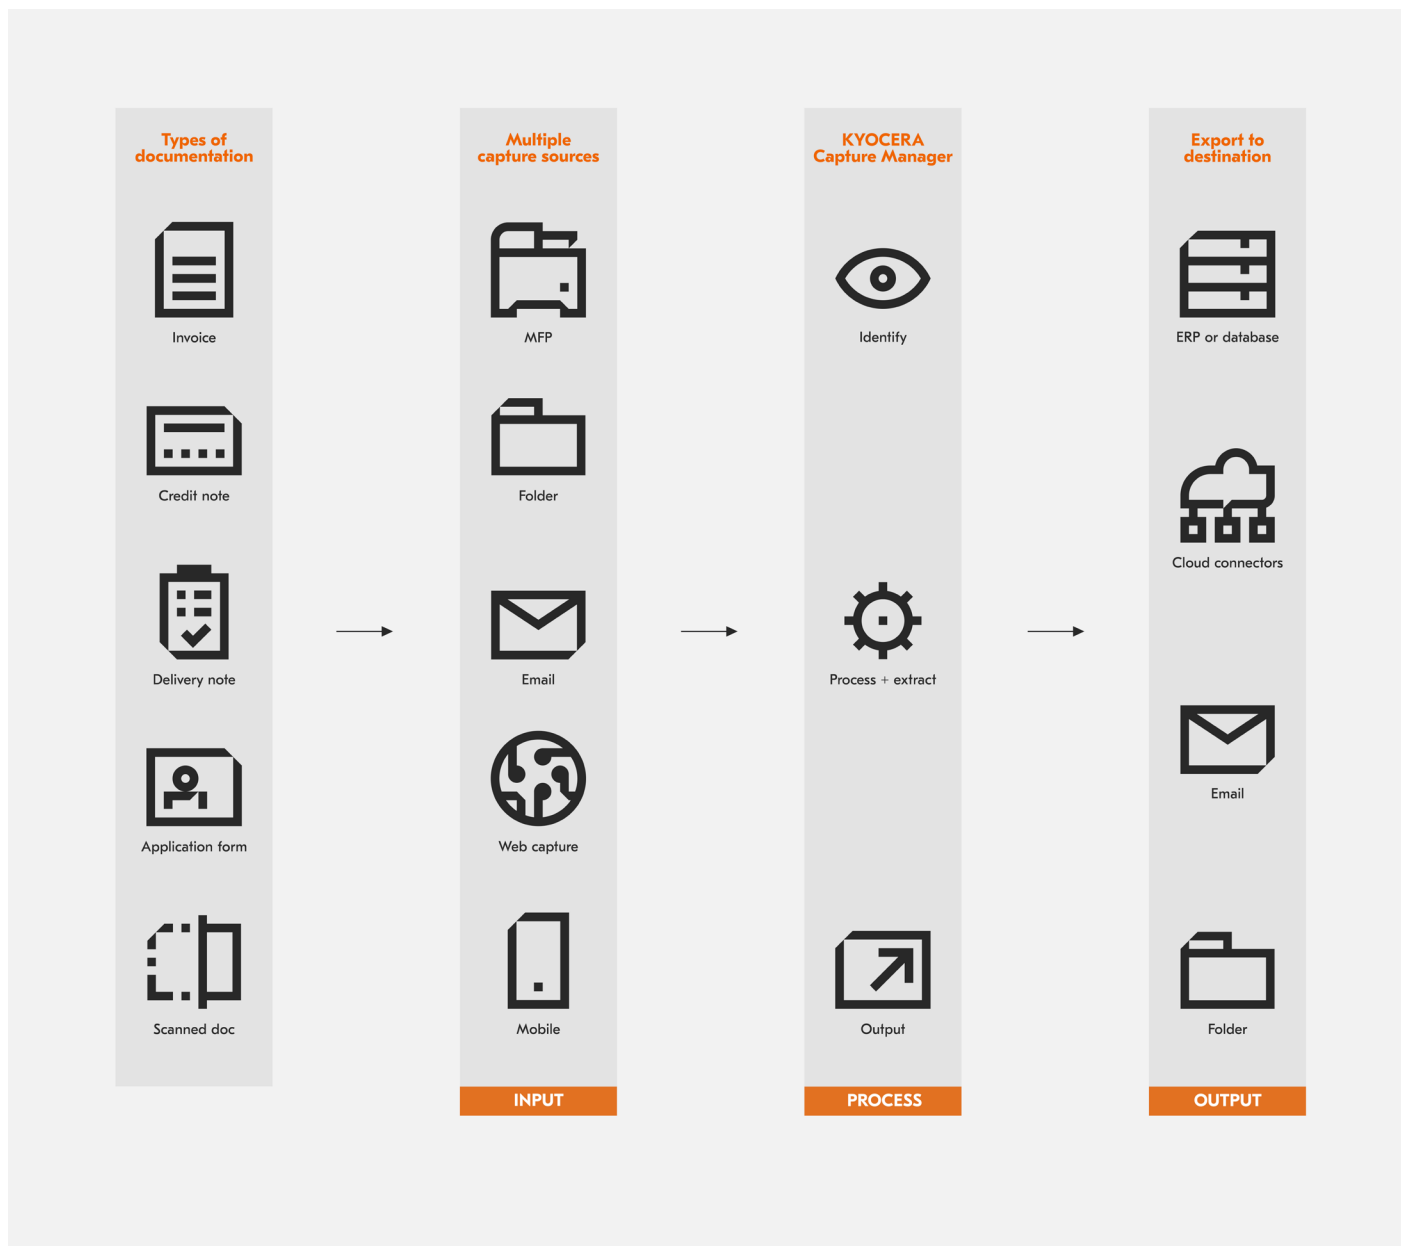 Types of
documentation
Invoice
Credit note
Delivery note
Application form
Scanned doc
Multiple
capture sources
MFP
Folder
Email
Web capture
Mobile
INPUT
KYOCERA
Capture Manager
Identify
Process + extract
Output
PROCESS
Export to
destination
ERP or database
Cloud connectors
Email
Folder
OUTPUT